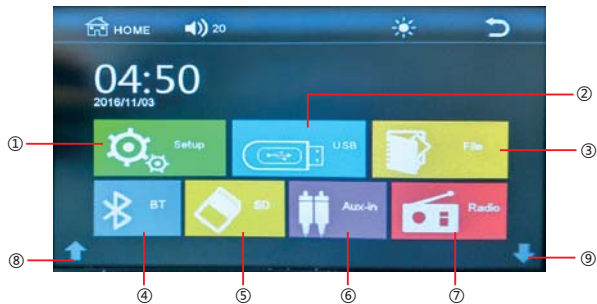 HOME 20
②
04:50
2016/11/03
① Setup USB File ③
BT SD Aux-in Radio
⑧ ⑨
④ ⑤ ⑥ ⑦